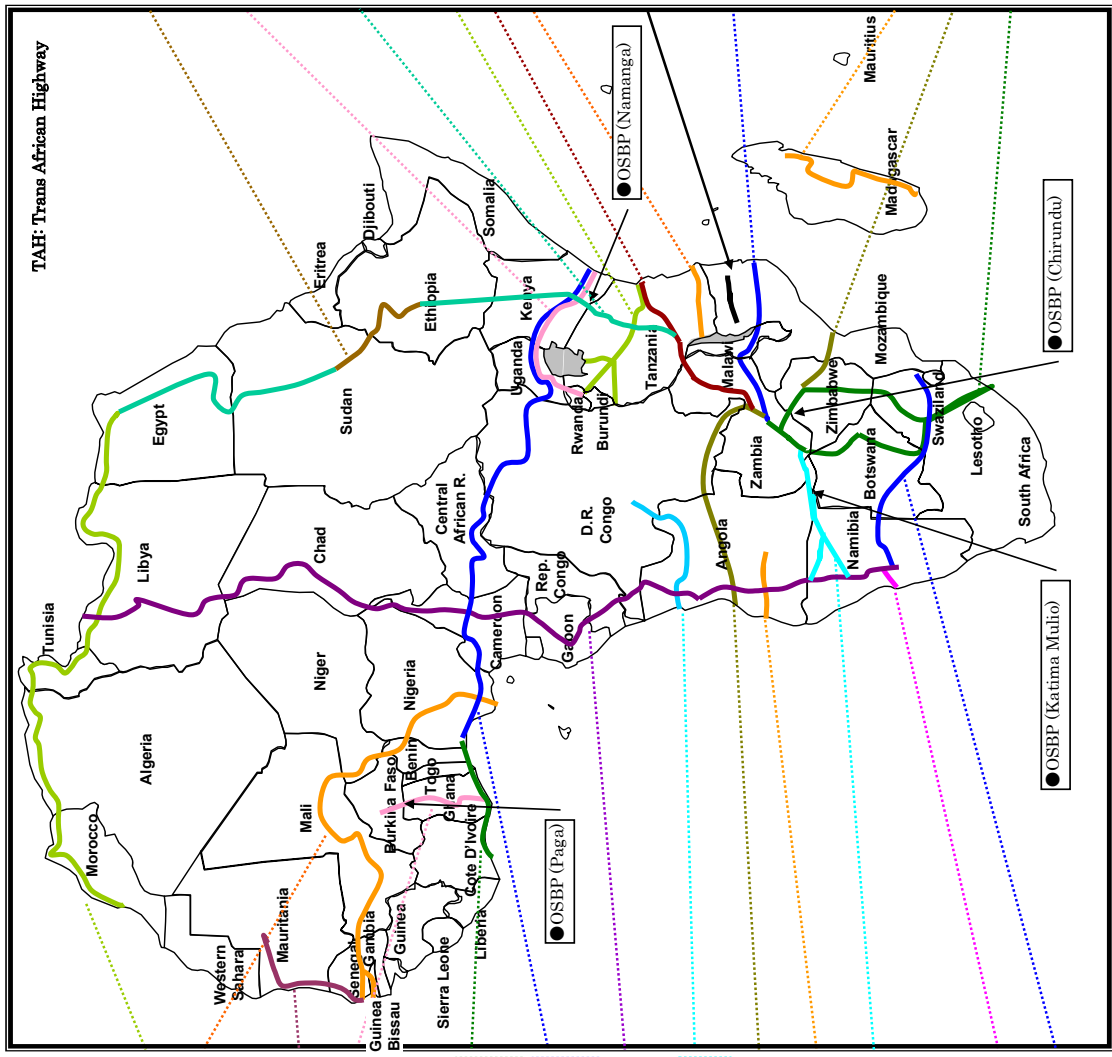 TAH: Trans African Highway
Tunisia
Morocco
Algeria
Libya
Egypt
Western
Sahara
Mauritania
Mali
Niger
Chad
Sudan
Eritrea
Djibouti
Ethiopia
Somalia
Senegal
Gambia
Guinea
Bissau
Guinea
Sierra Leone
Liberia
Cote D'Ivoire
Burkina Faso
Ghana
Togo
Benin
Nigeria
Cameroon
Central
African R.
Gabon
Rep.
Congo
D.R.
Congo
Uganda
Kenya
Rwanda
Burundi
Tanzania
Angola
Zambia
Malaw
Mozambique
Zimbabwe
Namibia
Botswana
Swaziland
Lesotho
South Africa
Madagascar
Mauritius
●OSBP (Paga)
●OSBP (Namanga)
●OSBP (Chirundu)
●OSBP (Katima Mulio)